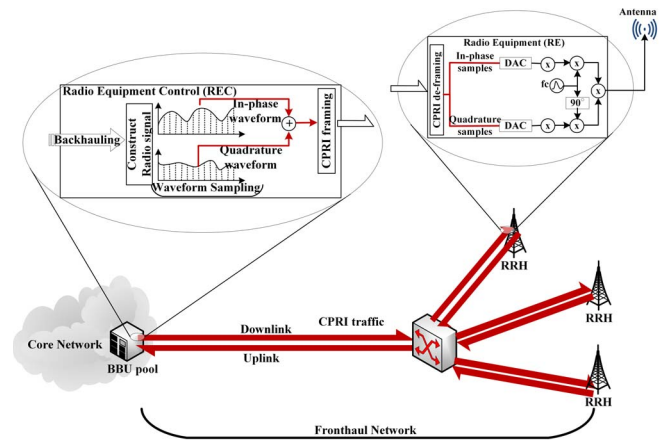 Antenna
Radio Equipment (RE)
In-phase
samples
DAC
x
x
CPRI de-framing
fc
x
90°
Quadrature
samples
DAC
x
x
Radio Equipment Control (REC)
In-phase
waveform
Backhauling
Construct
Radio signal
+
CPRI framing
Quadrature
waveform
Waveform Sampling
RRH
RRH
RRH
Core Network
BBU pool
Downlink
CPRI traffic
Uplink
Fronthaul Network